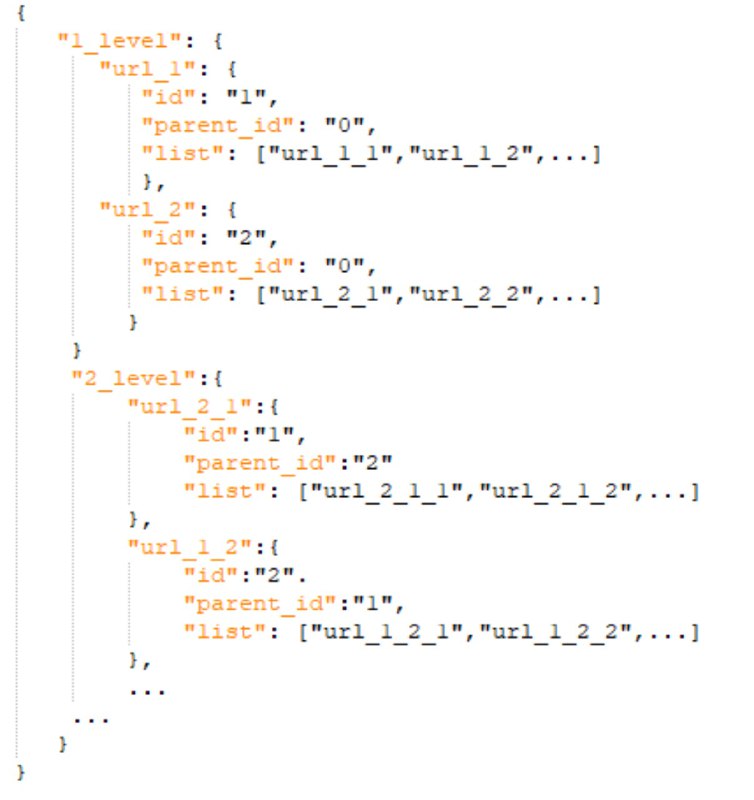 {
"1_level": {
"url_1": {
"id": "1",
"parent_id": "0",
"list": ["url_1_1","url_1_2",...]
},
"url_2": {
"id": "2",
"parent_id": "0",
"list": ["url_2_1","url_2_2",...]
}
}
"2_level":{
"url_2_1":{
"id":"1",
"parent_id":"2"
"list": ["url_2_1_1","url_2_1_2",...]
},
"url_1_2":{
"id":"2".
"parent_id":"1",
"list": ["url_1_2_1","url_1_2_2",...]
},
...
...
}
}